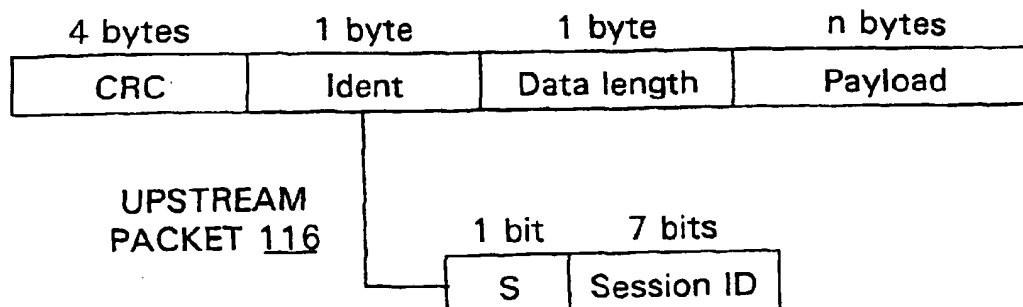 4 bytes 1 byte 1 byte n bytes
CRC Ident Data length Payload
UPSTREAM
PACKET 116
1 bit 7 bits
S Session ID